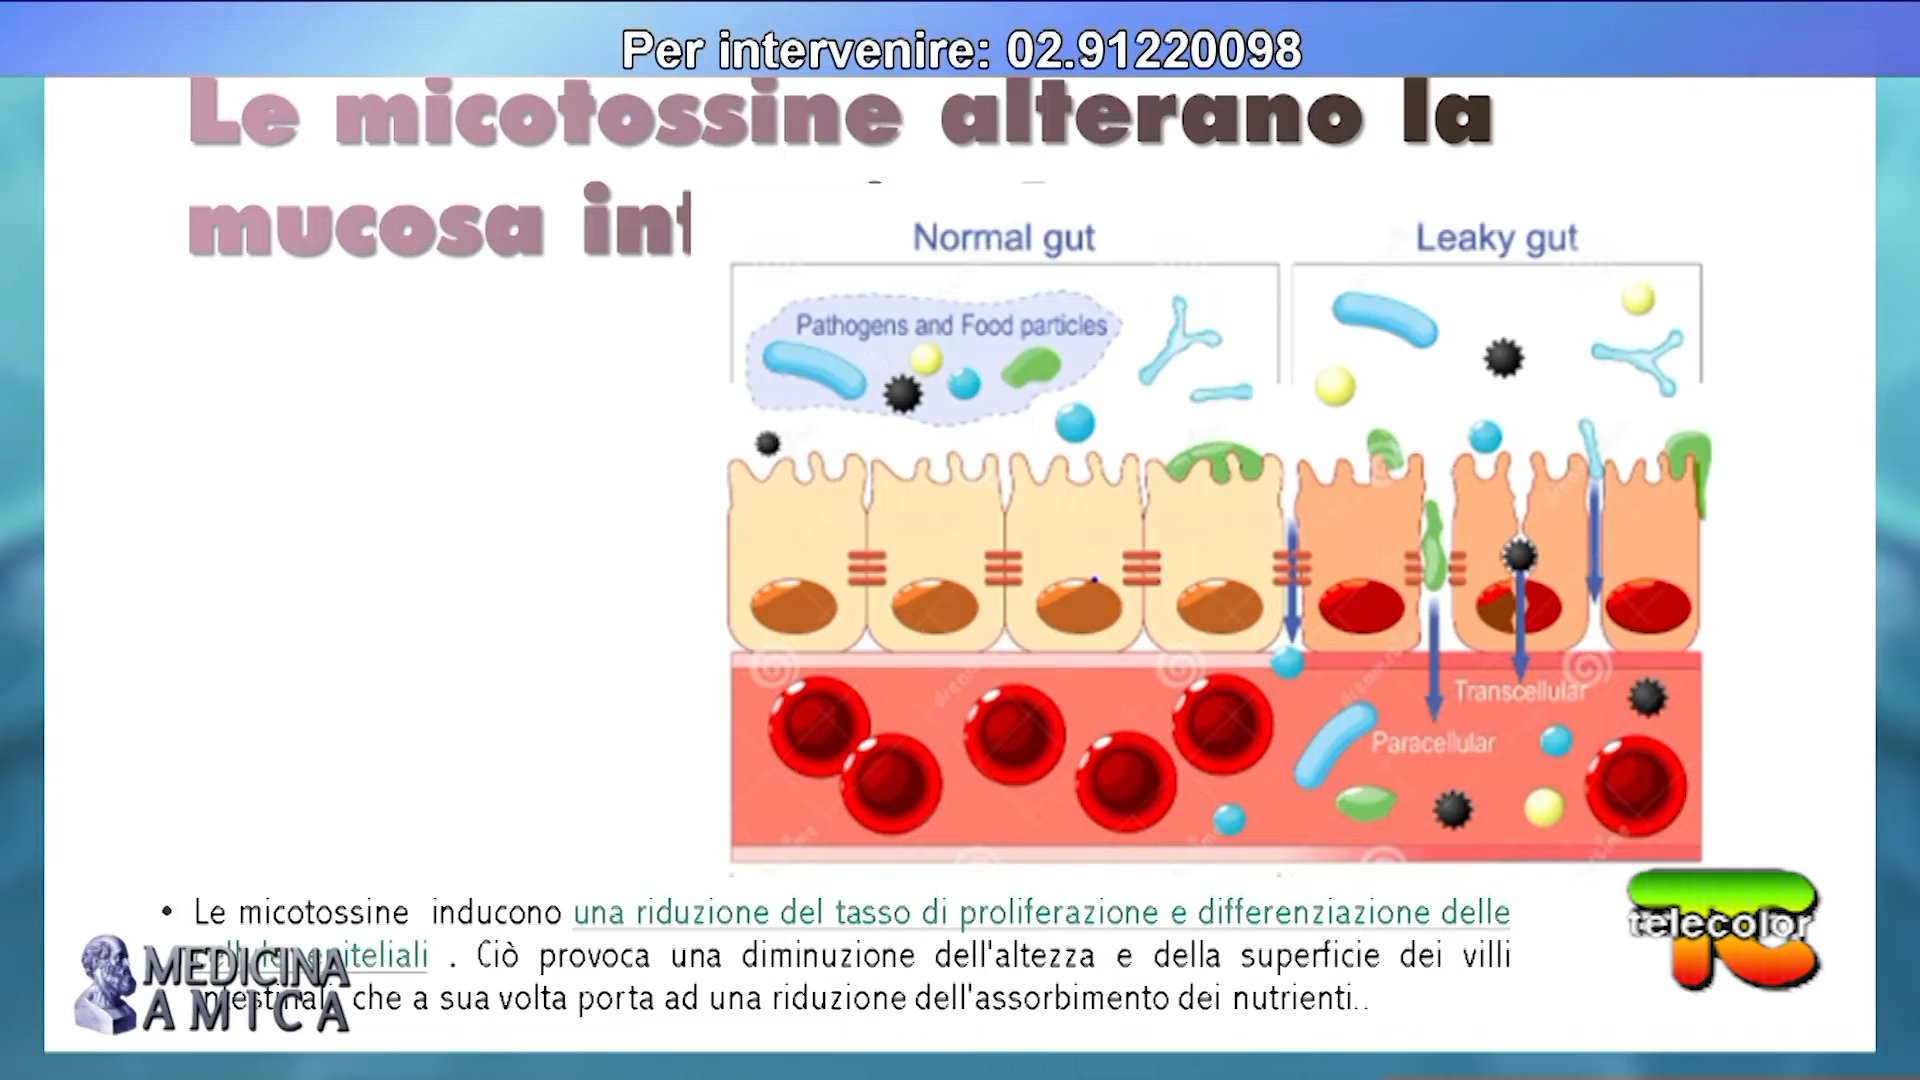 Per intervenire: 02.91220098
Le micotossine alterano la
mucosa
Normal gut
Leaky gut
Pathogens and Food particles
Transcellular
Paracellular
• Le micotossine inducono una riduzione del tasso di proliferazione e differenziazione delle
epiteliali . Ciò provoca una diminuzione dell'altezza e della superficie dei villi
che a sua volta porta ad una riduzione dell'assorbimento dei nutrienti..
MEDICINA
AMICA
telecolor